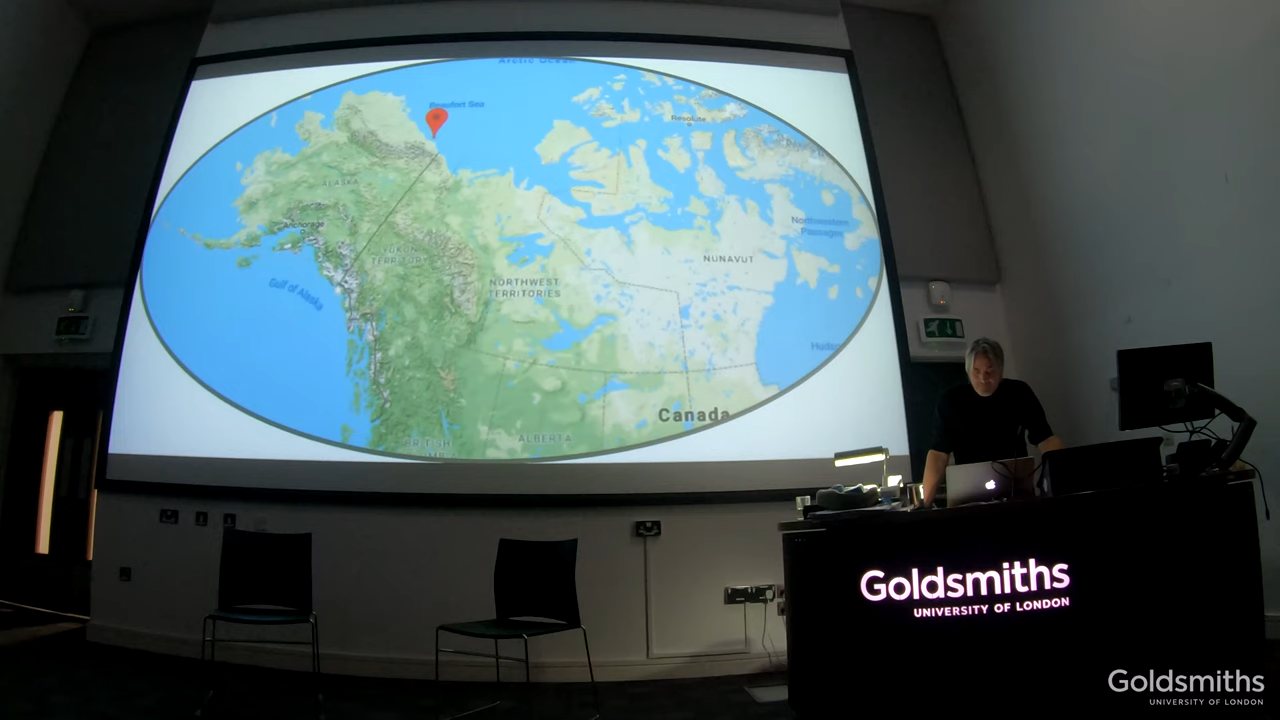 Arctic Ocean
Beaufort Sea
Resolute
ALASKA
Anchorage
Northwestern
Passages
YUKON
TERRITORY
NUNAVUT
NORTHWEST
TERRITORIES
Gulf of Alaska
Canada
ALBERTA
Goldsmiths
UNIVERSITY OF LONDON
Goldsmiths
UNIVERSITY OF LONDON